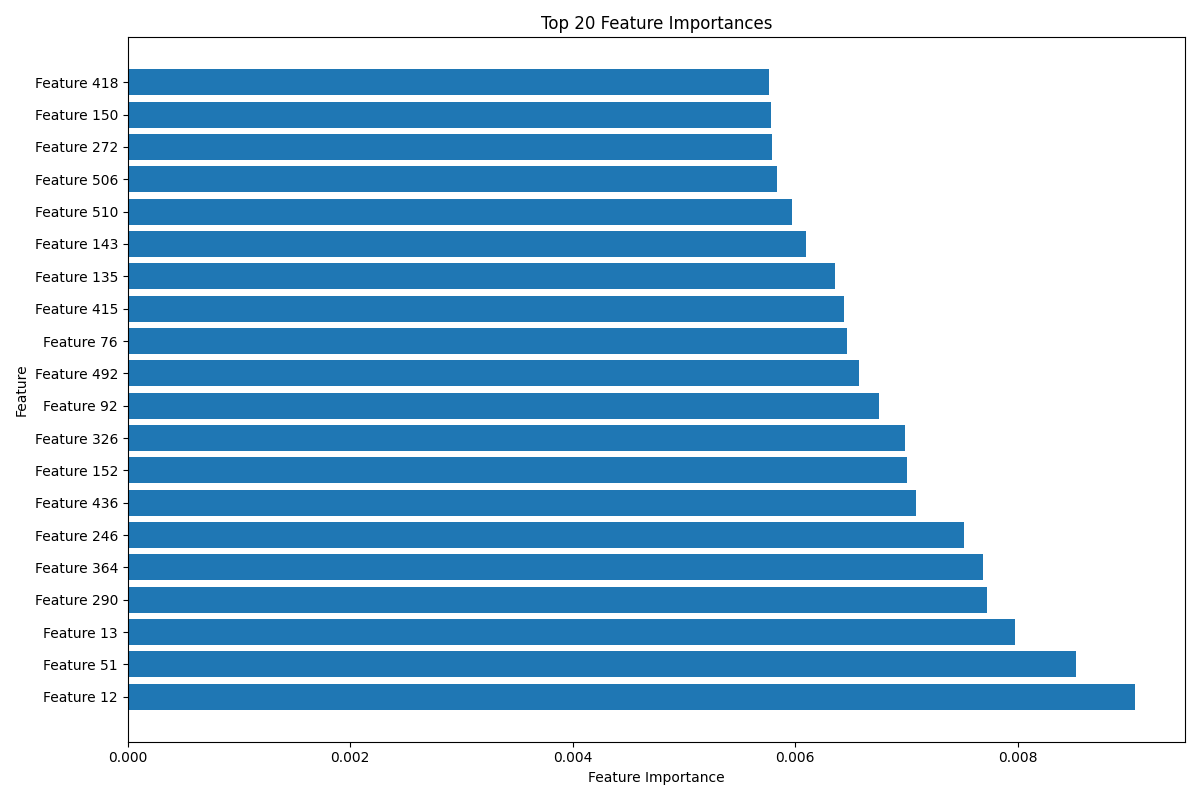 Top 20 Feature Importances
Feature
Feature 418
Feature 150
Feature 272
Feature 506
Feature 510
Feature 143
Feature 135
Feature 415
Feature 76
Feature 492
Feature 92
Feature 326
Feature 152
Feature 436
Feature 246
Feature 364
Feature 290
Feature 13
Feature 51
Feature 12
0.000 0.002 0.004 0.006 0.008
Feature Importance